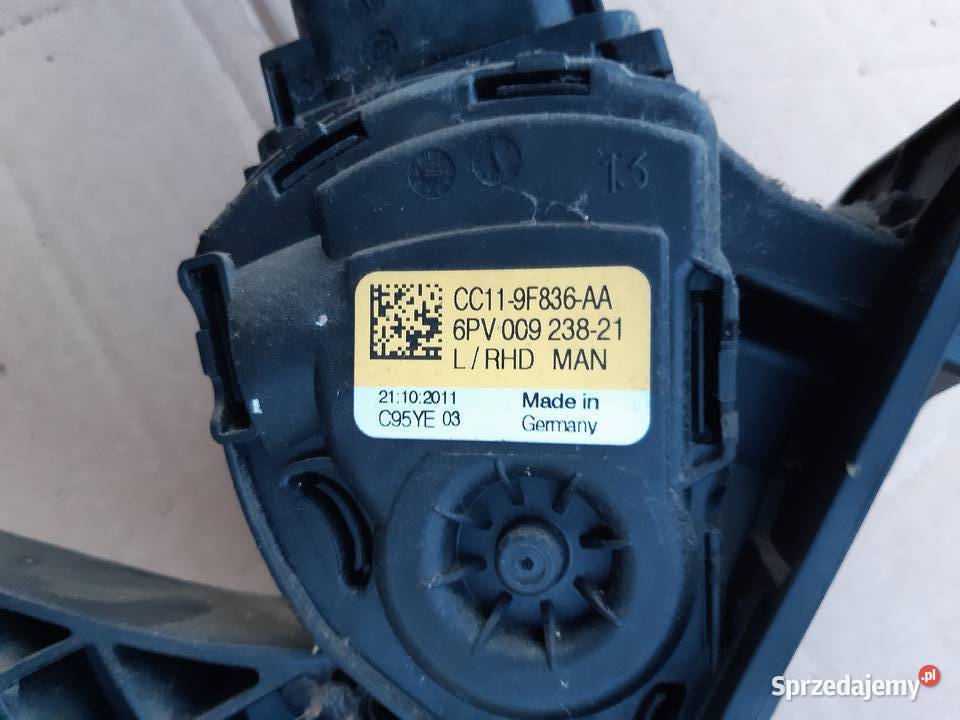 13
CC11-9F836-AA
6PV 009 238-21
L/RHD MAN
21:10:2011
C95YE 03
Made in
Germany
Sprzedajemy.pl